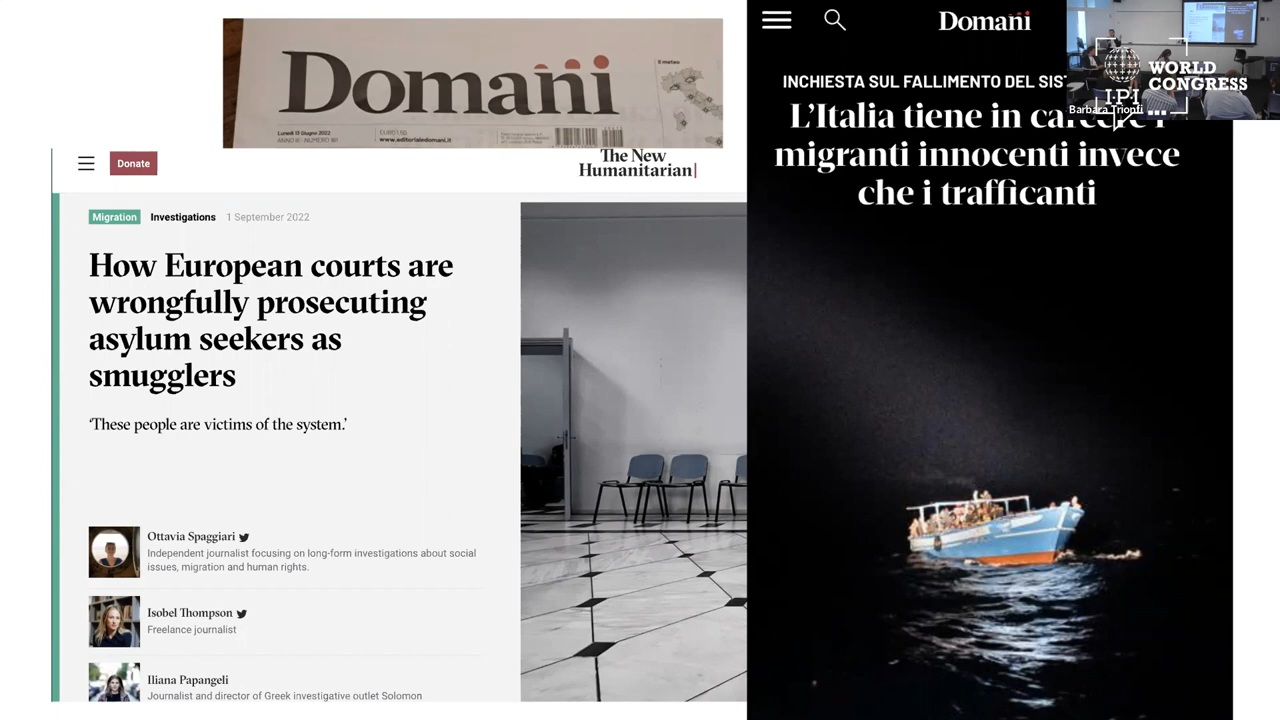 Domani
Il meteo
Lunedì 13 Giugno 2022
EURO 1,50
www.editorialedomani.it
Donate
The New
Humanitarian
Migration Investigations 1 September 2022
How European courts are
wrongfully prosecuting
asylum seekers as
smugglers
‘These people are victims of the system.’
Ottavia Spaggiari
Independent journalist focusing on long-form investigations about social
issues, migration and human rights.
Isobel Thompson
Freelance journalist
Iliana Papangeli
Journalist and director of Greek investigative outlet Solomon
Domani
INCHIESTA SUL FALLIMENTO DEL
L’Italia tiene in
migranti innocenti invece
che i trafficanti
IPI
WORLD
CONGRESS
Barbara Trionfi